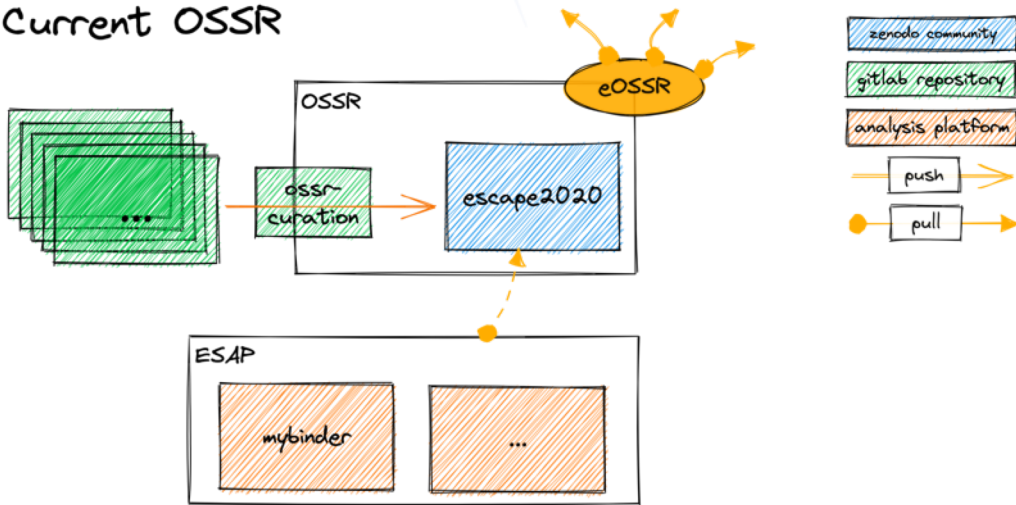 Current OSSR
OSSR
eOSSR
ossr-
curation
escape2020
...
ESAP
mybinder
...
zenodo community
gitlab repository
analysis platform
push
pull